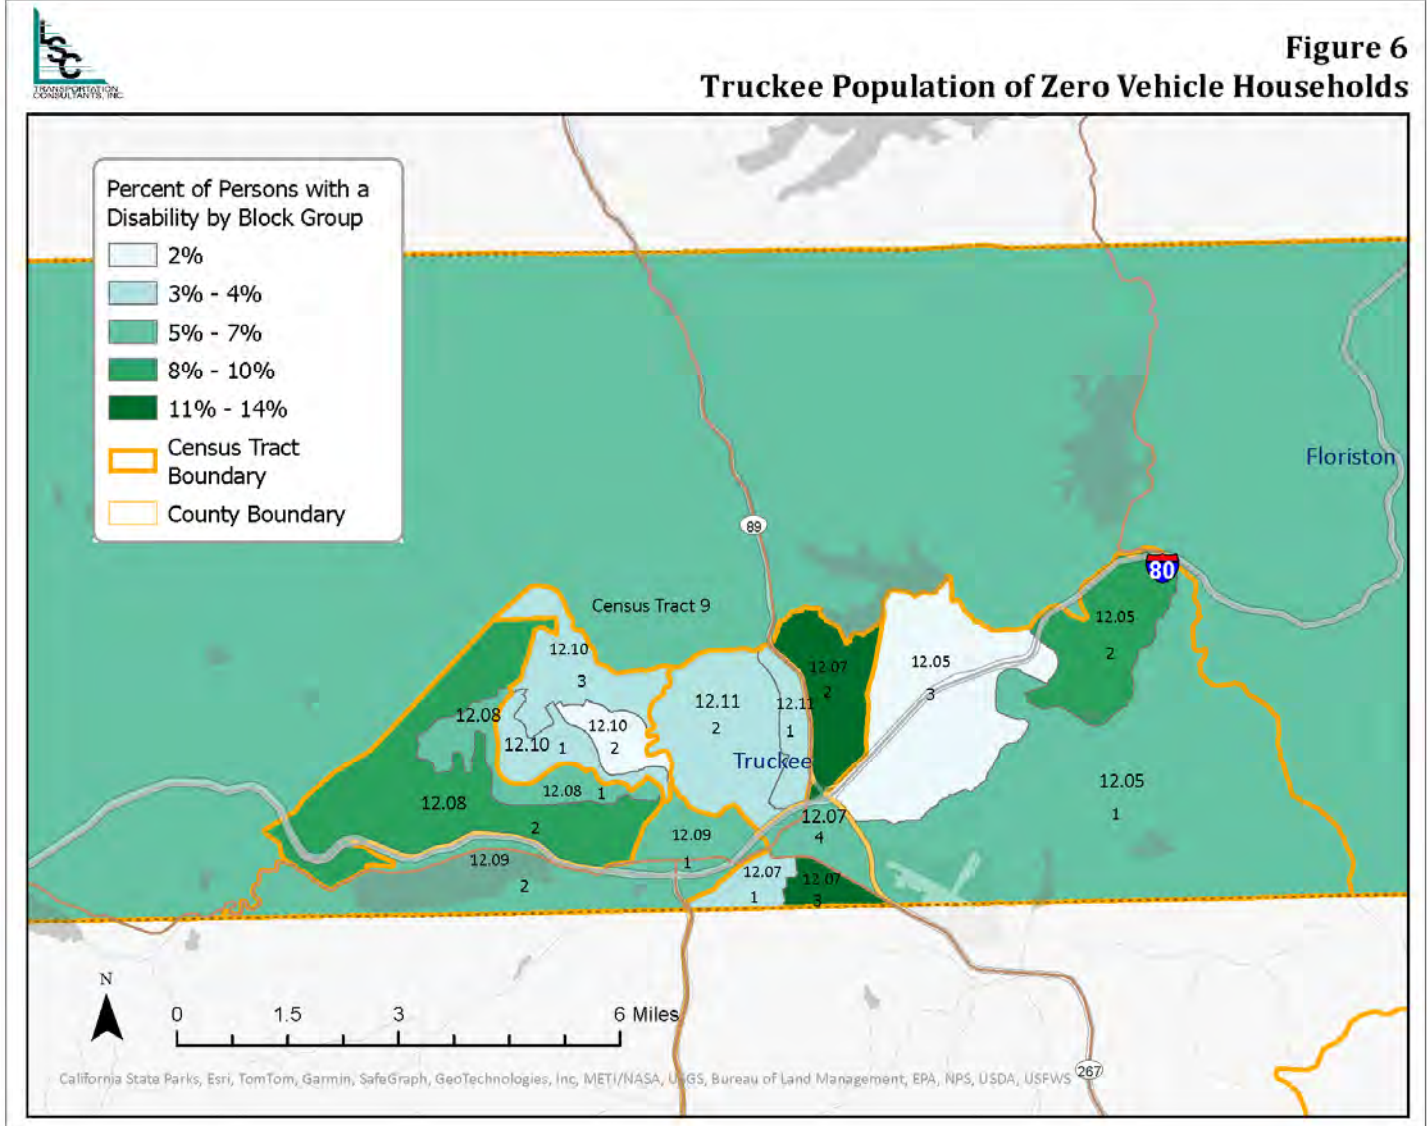 LSC
TRANSPORTATION
CONSULTANTS, INC.
Figure 6
Truckee Population of Zero Vehicle Households
Percent of Persons with a
Disability by Block Group
2%
3% - 4%
5% - 7%
8% - 10%
11% - 14%
Census Tract
Boundary
County Boundary
Floriston
89
80
Census Tract 9
12.05
2
12.10
3
12.07
2
12.05
3
12.11
2
12.11
1
12.08
12.10
1
12.10
2
Truckee
12.08
1
12.05
1
12.08
2
12.07
4
12.09
1
12.09
2
12.07
1
12.07
3
N
0
1.5
3
6 Miles
California State Parks, Esri, TomTom, Garmin, SafeGraph, GeoTechnologies, Inc, METI/NASA, USGS, Bureau of Land Management, EPA, NPS, USDA, USFWS
267